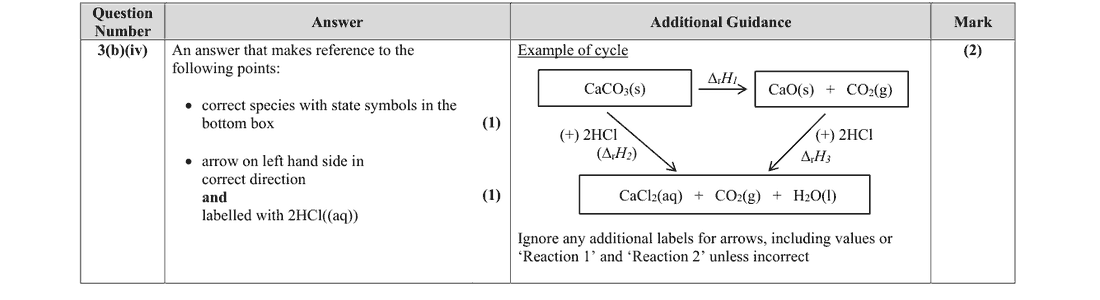 Question Number
Answer
Additional Guidance
Mark
3(b)(iv)
An answer that makes reference to the
following points:
• correct species with state symbols in the
bottom box
(1)
• arrow on left hand side in
correct direction
and
labelled with 2HCl((aq))
(1)
Example of cycle
CaCO₃(s)
ΔᵣH₁
CaO(s) + CO₂(g)
(+) 2HCl
(ΔᵣH₂)
(+) 2HCl
ΔᵣH₃
CaCl₂(aq) + CO₂(g) + H₂O(l)
Ignore any additional labels for arrows, including values or
‘Reaction 1’ and ‘Reaction 2’ unless incorrect
(2)